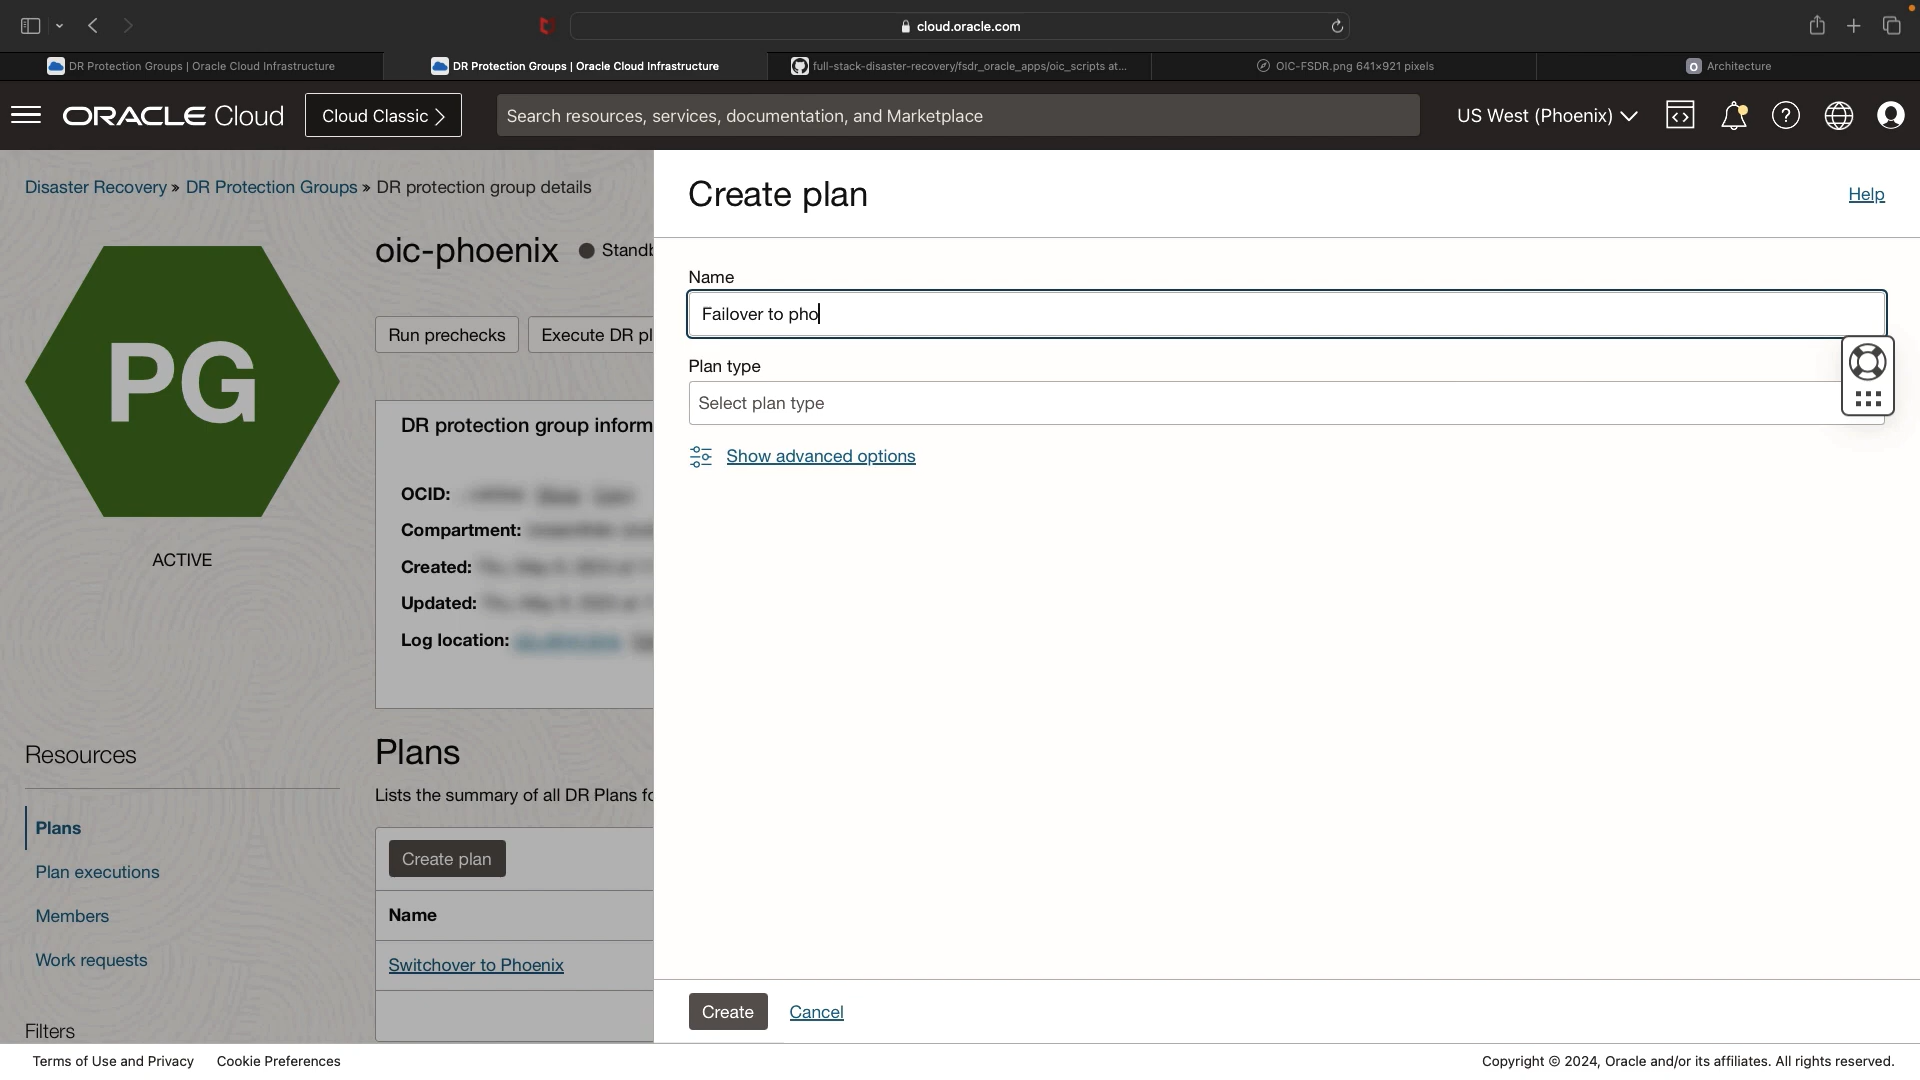 cloud.oracle.com
DR Protection Groups | Oracle Cloud Infrastructure
DR Protection Groups | Oracle Cloud Infrastructure
full-stack-disaster-recovery/fsdr_oracle_apps/oic_scripts at...
OIC-FSDR.png 641×921 pixels
O Architecture
ORACLE Cloud
Cloud Classic >
Search resources, services, documentation, and Marketplace
US West (Phoenix)
Disaster Recovery » DR Protection Groups » DR protection group details
PG
ACTIVE
oic-phoenix
Standb
Run prechecks
Execute DR pl
DR protection group inform
OCID:
Compartment:
Created:
Updated:
Log location:
Resources
Plans
Plan executions
Members
Work requests
Filters
Plans
Lists the summary of all DR Plans fo
Create plan
Name
Switchover to Phoenix
Create plan
Help
Name
Failover to pho
Plan type
Select plan type
Show advanced options
Create
Cancel
Terms of Use and Privacy
Cookie Preferences
Copyright © 2024, Oracle and/or its affiliates. All rights reserved.